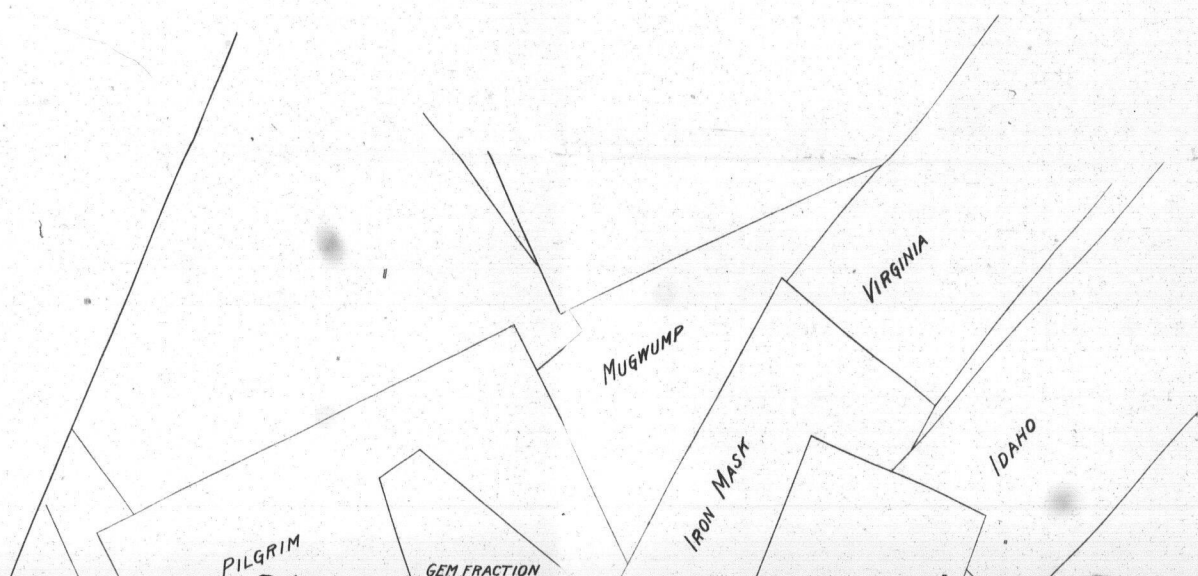 VIRGINIA
MUGWUMP
IDAHO
IRON MASK
PILGRIM
GEM FRACTION